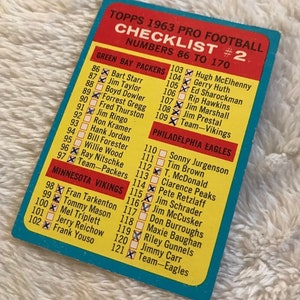 TOPPS 1963 PRO FOOTBALL
CHECKLIST #2
NUMBERS 86 TO 170
GREEN BAY PACKERS
86 Bart Starr
87 Jim Taylor
88 Boyd Dowler
89 Forrest Gregg
90 Fred Thurston
91 Jim Ringo
92 Ron Kramer
93 Hank Jordan
94 Bill Forester
95 Willie Wood
96 Ray Nitschke
97 Team—Packers
MINNESOTA VIKINGS
98 Fran Tarkenton
99 Tommy Mason
100 Mel Triplett
101 Jerry Reichow
102 Frank Youso
103 Hugh McElhenny
104 Gerry Huth
105 Ed Sharockman
106 Rip Hawkins
107 Jim Marshall
108 Jim Prestal
109 Team—Vikings
PHILADELPHIA EAGLES
110 Sonny Jurgenson
111 Tim Brown
112 T. McDonald
113 Clarence Peaks
114 Pete Retzlaff
115 Jim Schrader
116 Jim McCusker
117 Don Burroughs
118 Maxie Baughan
119 Riley Gunnels
120 Jimmy Carr
121 Team—Eagles